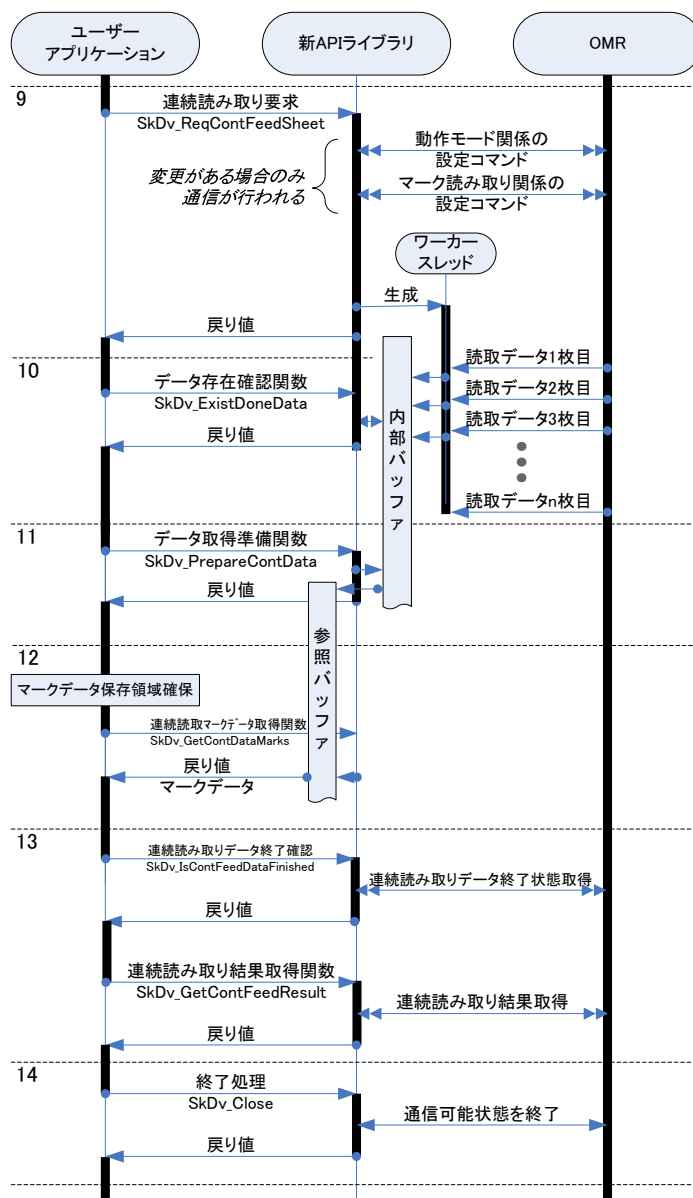 ユーザー
アプリケーション
新APIライブラリ
OMR
9
連続読み取り要求
SkDv_ReqContFeedSheet
動作モード関係の
設定コマンド
変更がある場合のみ
通信が行われる
マーク読み取り関係の
設定コマンド
ワーカー
スレッド
生成
戻り値
読取データ1枚目
10
データ存在確認関数
SkDv_ExistDoneData
読取データ2枚目
読取データ3枚目
内部バッファ
戻り値
読取データn枚目
11
データ取得準備関数
SkDv_PrepareContData
戻り値
参照バッファ
12
マークデータ保存領域確保
連続読取マークデータ取得関数
SkDv_GetContDataMarks
戻り値
マークデータ
13
連続読み取りデータ終了確認
SkDv_IsContFeedDataFinished
連続読み取りデータ終了状態取得
戻り値
連続読み取り結果取得関数
SkDv_GetContFeedResult
連続読み取り結果取得
戻り値
14
終了処理
SkDv_Close
通信可能状態を終了
戻り値